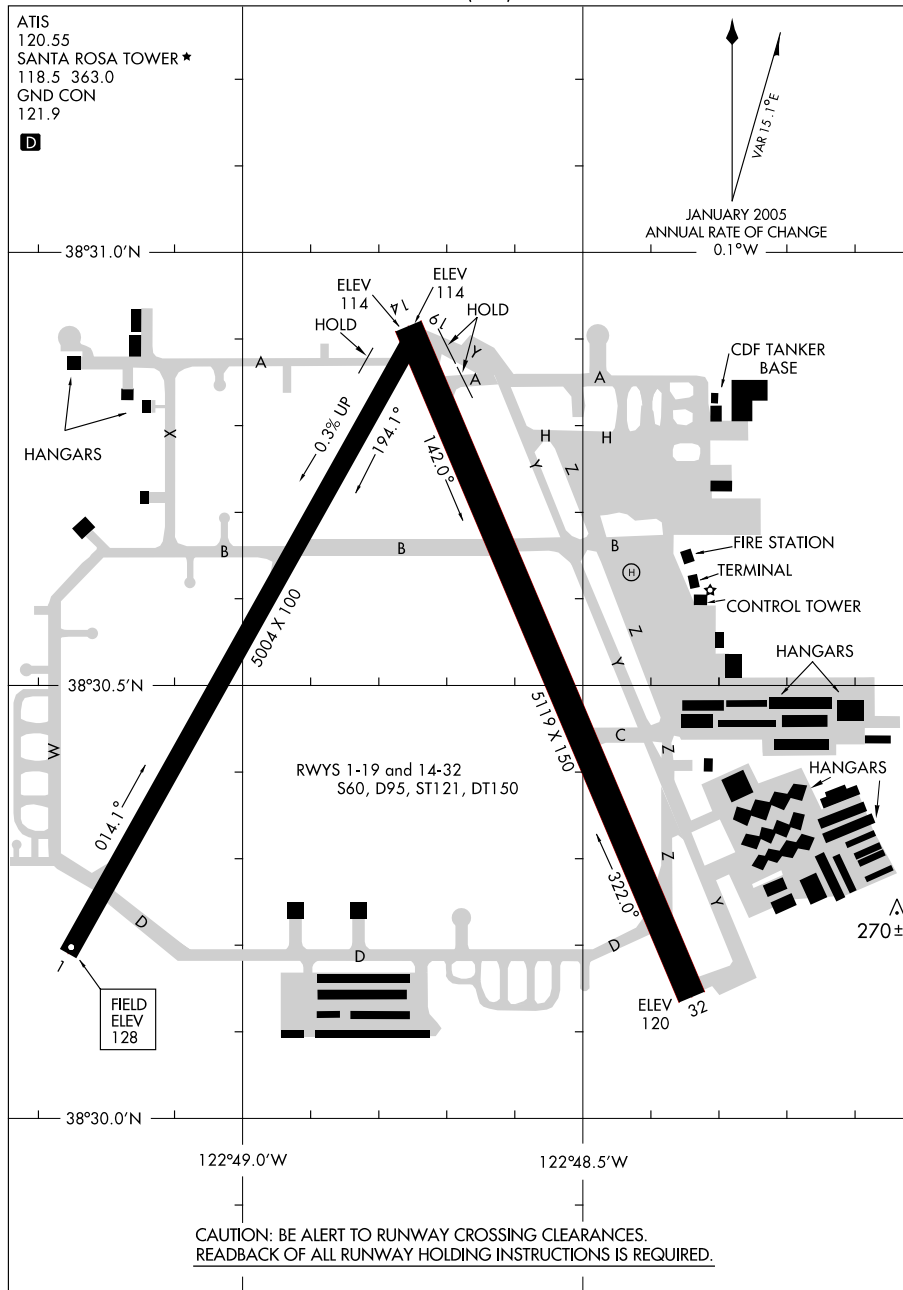 ATIS
120.55
SANTA ROSA TOWER ★
118.5 363.0
GND CON
121.9
D
VAR 15.1°E
JANUARY 2005
ANNUAL RATE OF CHANGE
0.1°W
38°31.0'N
ELEV
114
ELEV
114
HOLD
14
19
HOLD
Y
A
A
A
CDF TANKER
BASE
HANGARS
X
0.3% UP
194.1°
142.0°
H
H
Y
Z
B
B
B
H
FIRE STATION
TERMINAL
CONTROL TOWER
5004 X 100
Z
Y
HANGARS
38°30.5'N
W
5119 X 150
C
Z
RWYS 1-19 and 14-32
S60, D95, ST121, DT150
HANGARS
014.1°
322.0°
Z
Y
D
D
D
270±
1
FIELD
ELEV
128
ELEV
120
32
38°30.0'N
122°49.0'W
122°48.5'W
CAUTION: BE ALERT TO RUNWAY CROSSING CLEARANCES.
READBACK OF ALL RUNWAY HOLDING INSTRUCTIONS IS REQUIRED.